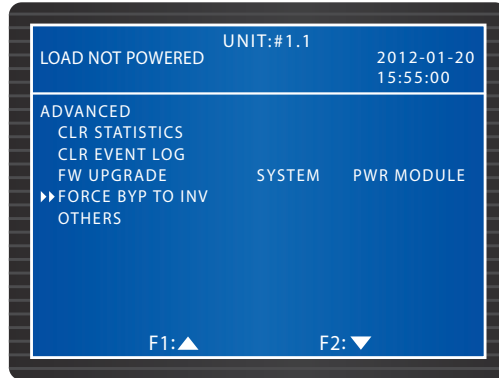 UNIT:#1.1
LOAD NOT POWERED 2012-01-20
15:55:00
ADVANCED
CLR STATISTICS
CLR EVENT LOG
FW UPGRADE SYSTEM PWR MODULE
FORCE BYP TO INV
OTHERS
F1: F2: